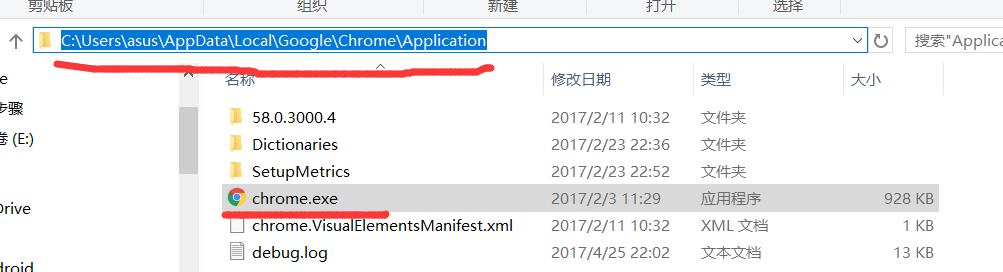 剪贴板 组织 新建 打开 选择
C:\Users\asus\AppData\Local\Google\Chrome\Application 搜索"Applic
名称 修改日期 类型 大小
步骤
58.0.3000.4 2017/2/11 10:32 文件夹
卷 (E:) Dictionaries 2017/2/23 22:36 文件夹
SetupMetrics 2017/2/23 22:52 文件夹
chrome.exe 2017/2/3 11:29 应用程序 928 KB
Drive
chrome.VisualElementsManifest.xml 2017/2/11 10:32 XML 文档 1 KB
debug.log 2017/4/25 22:02 文本文档 13 KB
droid